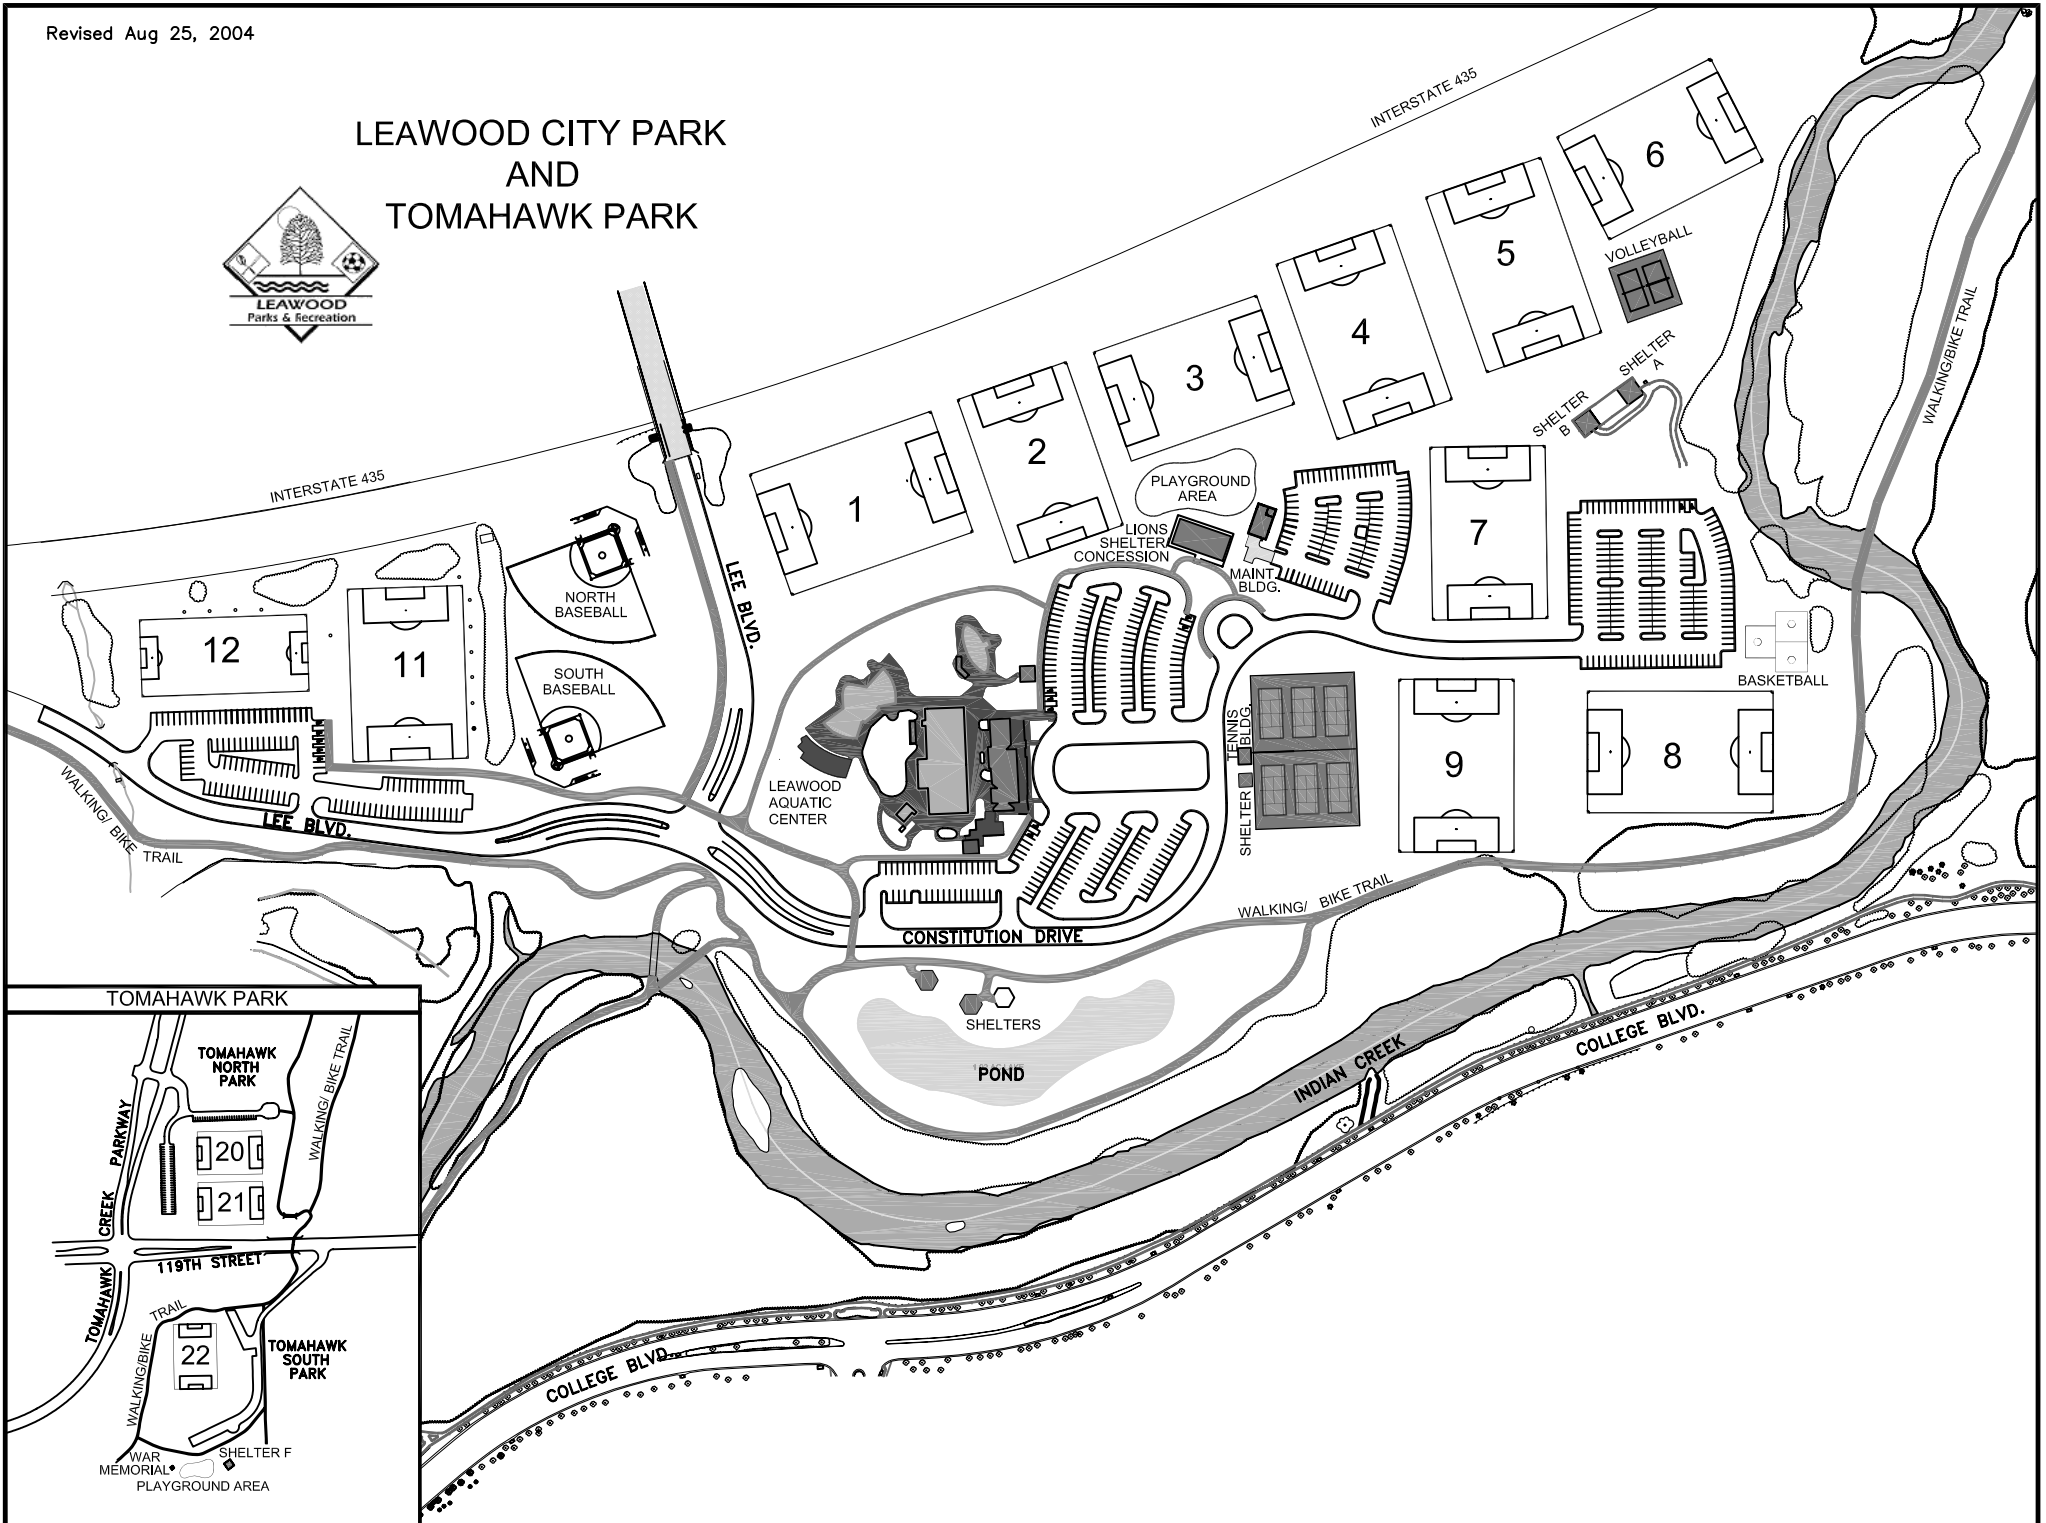 Revised Aug 25, 2004
LEAWOOD CITY PARK
AND
TOMAHAWK PARK
LEAWOOD
Parks & Recreation
INTERSTATE 435
INTERSTATE 435
6
5
4
3
2
1
VOLLEYBALL
SHELTER
A
SHELTER
B
WALKING/BIKE TRAIL
PLAYGROUND
AREA
LIONS
SHELTER/
CONCESSION
MAINT.
BLDG.
7
NORTH
BASEBALL
SOUTH
BASEBALL
LEE BLVD.
12
11
BASKETBALL
TENNIS
BLDG.
SHELTER
9
8
LEAWOOD
AQUATIC
CENTER
LEE BLVD.
WALKING/ BIKE TRAIL
WALKING/ BIKE TRAIL
CONSTITUTION DRIVE
SHELTERS
POND
INDIAN CREEK
COLLEGE BLVD.
COLLEGE BLVD.
TOMAHAWK PARK
TOMAHAWK
NORTH
PARK
WALKING/ BIKE TRAIL
TOMAHAWK CREEK PARKWAY
20
21
119TH STREET
WALKING/BIKE TRAIL
22
TOMAHAWK
SOUTH
PARK
WAR
MEMORIAL
SHELTER F
PLAYGROUND AREA